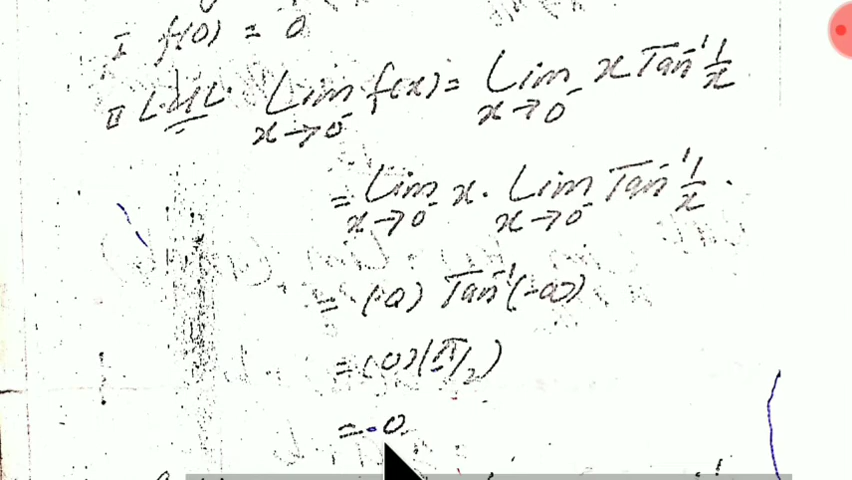 I f(0) = 0
II L.H.L. Lim x→0⁻ f(x) = Lim x→0⁻ x Tan⁻¹ 1/x
= Lim x→0⁻ x . Lim x→0⁻ Tan⁻¹ 1/x .
= (-0) Tan⁻¹(-∞)
= (0)(π/2)
= 0